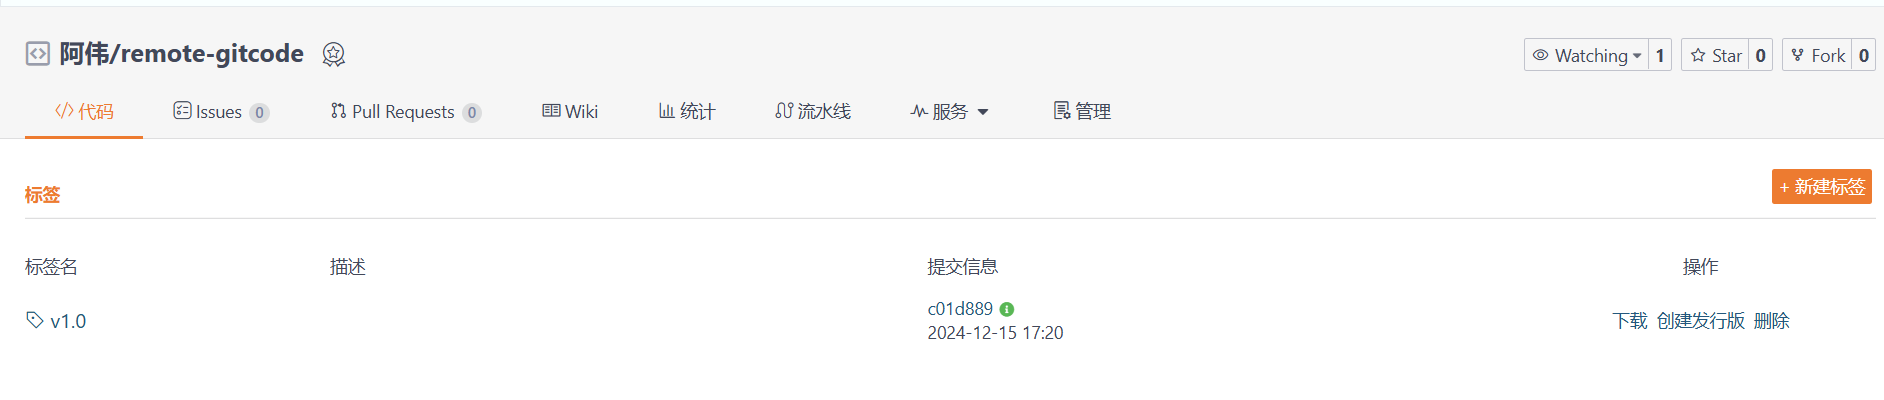 阿伟/remote-gitcode
Watching 1 Star 0 Fork 0
代码 Issues 0 Pull Requests 0 Wiki 统计 流水线 服务 管理
标签 + 新建标签
标签名 描述 提交信息 操作
v1.0 c01d889 下载 创建发行版 删除
2024-12-15 17:20